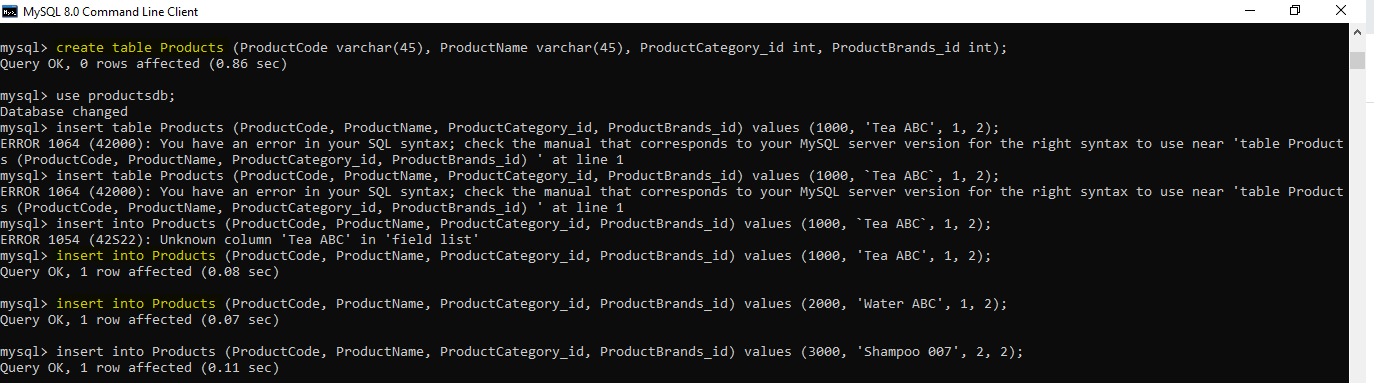 MySQL 8.0 Command Line Client
mysql> create table Products (ProductCode varchar(45), ProductName varchar(45), ProductCategory_id int, ProductBrands_id int);
Query OK, 0 rows affected (0.86 sec)
mysql> use productsdb;
Database changed
mysql> insert table Products (ProductCode, ProductName, ProductCategory_id, ProductBrands_id) values (1000, 'Tea ABC', 1, 2);
ERROR 1064 (42000): You have an error in your SQL syntax; check the manual that corresponds to your MySQL server version for the right syntax to use near 'table Product
s (ProductCode, ProductName, ProductCategory_id, ProductBrands_id) ' at line 1
mysql> insert table Products (ProductCode, ProductName, ProductCategory_id, ProductBrands_id) values (1000, `Tea ABC`, 1, 2);
ERROR 1064 (42000): You have an error in your SQL syntax; check the manual that corresponds to your MySQL server version for the right syntax to use near 'table Product
s (ProductCode, ProductName, ProductCategory_id, ProductBrands_id) ' at line 1
mysql> insert into Products (ProductCode, ProductName, ProductCategory_id, ProductBrands_id) values (1000, `Tea ABC`, 1, 2);
ERROR 1054 (42S22): Unknown column 'Tea ABC' in 'field list'
mysql> insert into Products (ProductCode, ProductName, ProductCategory_id, ProductBrands_id) values (1000, 'Tea ABC', 1, 2);
Query OK, 1 row affected (0.08 sec)
mysql> insert into Products (ProductCode, ProductName, ProductCategory_id, ProductBrands_id) values (2000, 'Water ABC', 1, 2);
Query OK, 1 row affected (0.07 sec)
mysql> insert into Products (ProductCode, ProductName, ProductCategory_id, ProductBrands_id) values (3000, 'Shampoo 007', 2, 2);
Query OK, 1 row affected (0.11 sec)